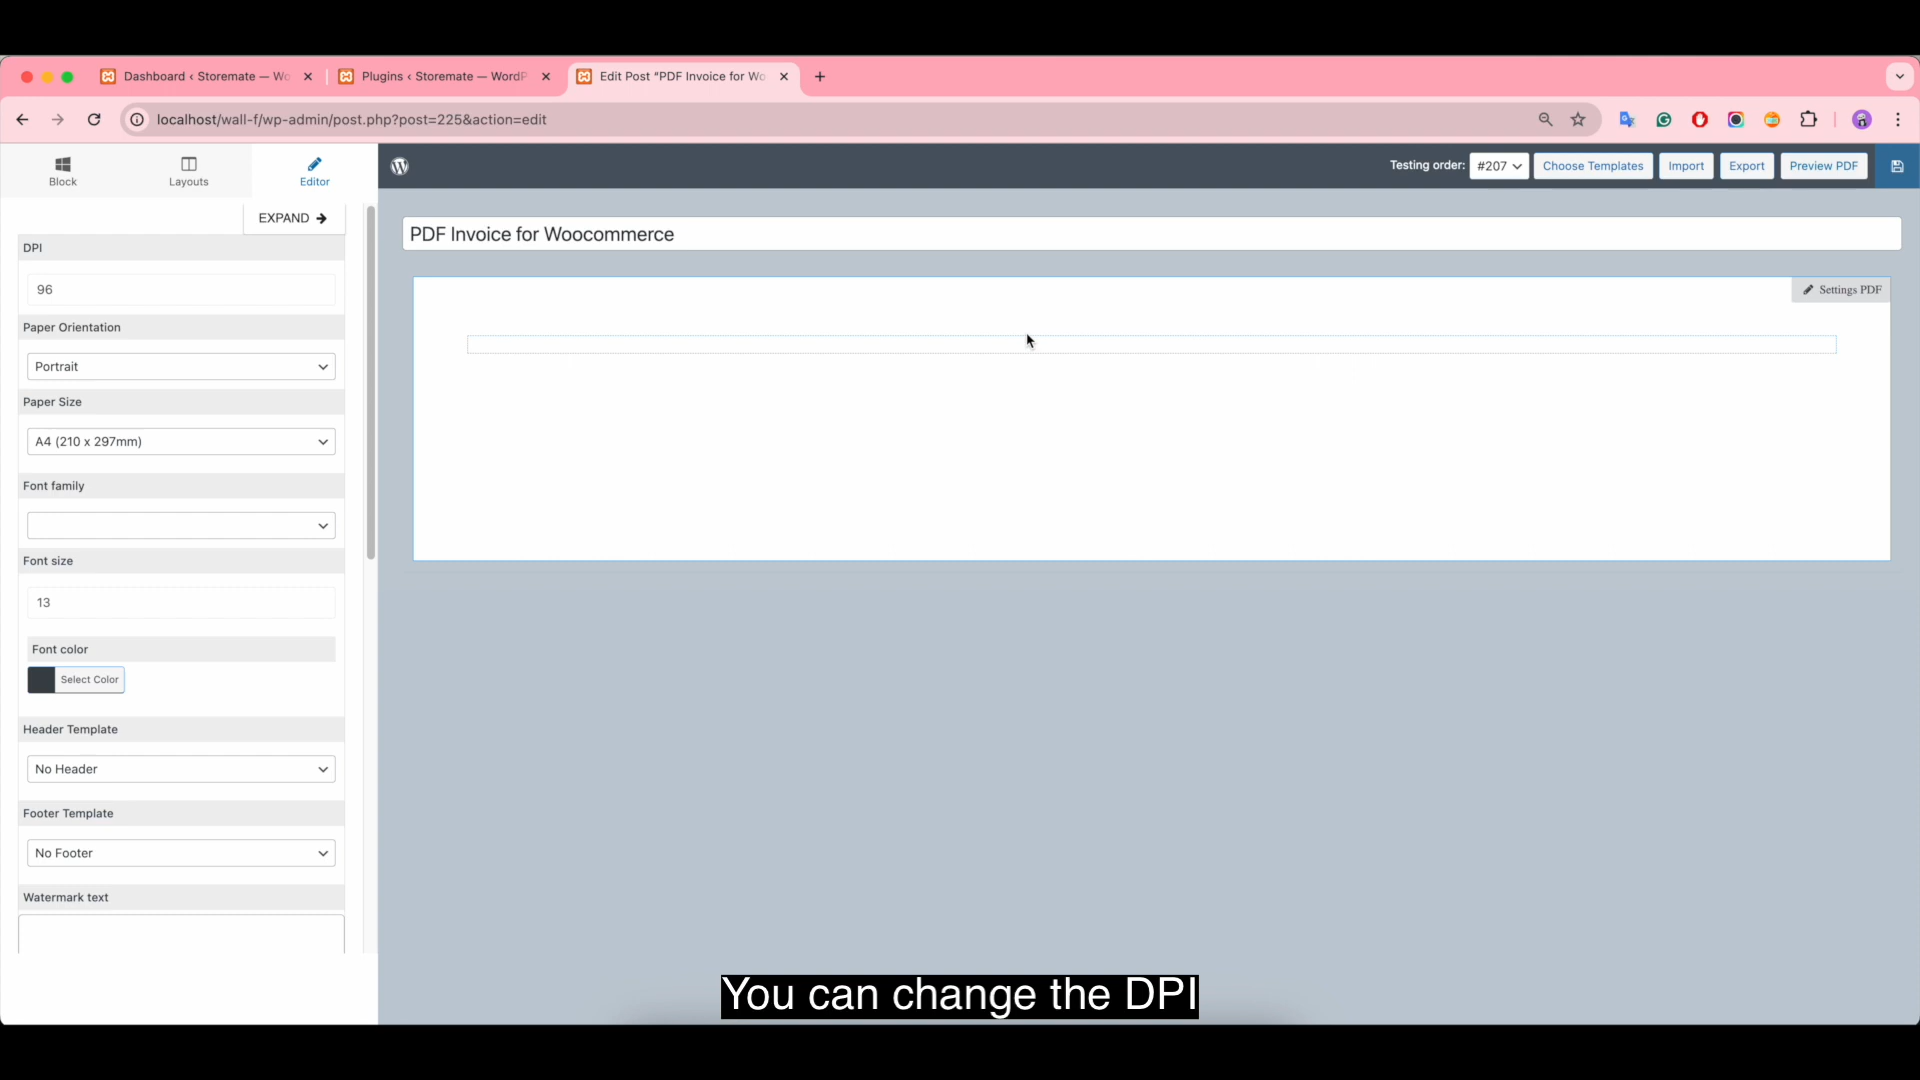 Dashboard ‹ Storemate — Wo
Plugins ‹ Storemate — WordP
Edit Post “PDF Invoice for Wo
localhost/wall-f/wp-admin/post.php?post=225&action=edit
Block
Layouts
Editor
Testing order:
#207
Choose Templates
Import
Export
Preview PDF
EXPAND
PDF Invoice for Woocommerce
Settings PDF
DPI
96
Paper Orientation
Portrait
Paper Size
A4 (210 x 297mm)
Font family
Font size
13
Font color
Select Color
Header Template
No Header
Footer Template
No Footer
Watermark text
You can change the DPI